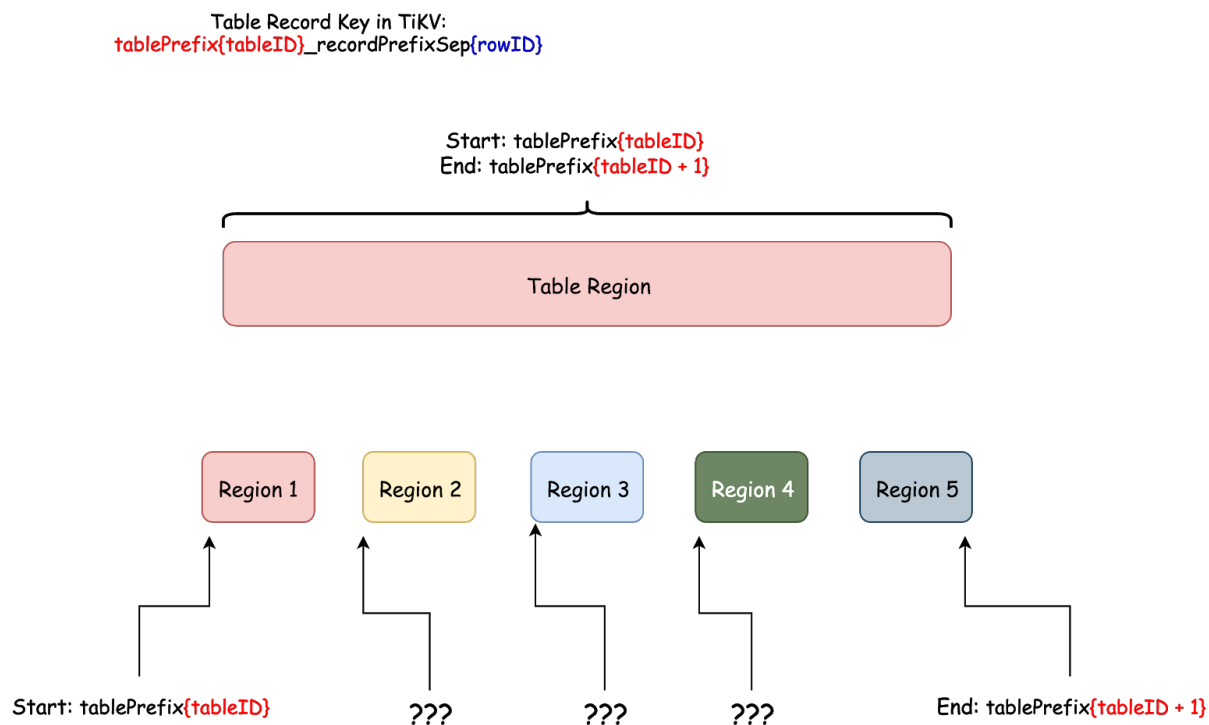 Table Record Key in TiKV:
tablePrefix{tableID}_recordPrefixSep{rowID}
Start: tablePrefix{tableID}
End: tablePrefix{tableID + 1}
Table Region
Region 1
Region 2
Region 3
Region 4
Region 5
Start: tablePrefix{tableID}
???
???
???
End: tablePrefix{tableID + 1}